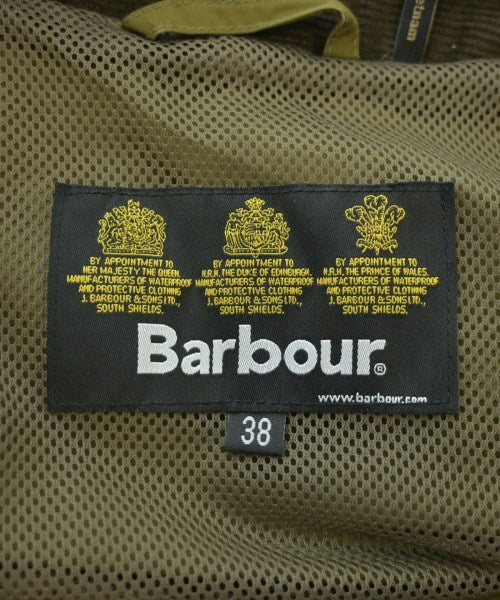 BY APPOINTMENT TO
HER MAJESTY THE QUEEN
MANUFACTURERS OF WATERPROOF
AND PROTECTIVE CLOTHING
J. BARBOUR & SONS LTD.,
SOUTH SHIELDS.
BY APPOINTMENT TO
H.R.H. THE DUKE OF EDINBURGH,
MANUFACTURERS OF WATERPROOF
AND PROTECTIVE CLOTHING
J. BARBOUR & SONS LTD.,
SOUTH SHIELDS.
BY APPOINTMENT TO
H.R.H. THE PRINCE OF WALES,
MANUFACTURERS OF WATERPROOF
AND PROTECTIVE CLOTHING
J. BARBOUR & SONS LTD.,
SOUTH SHIELDS.
Barbour®
www.barbour.com
38